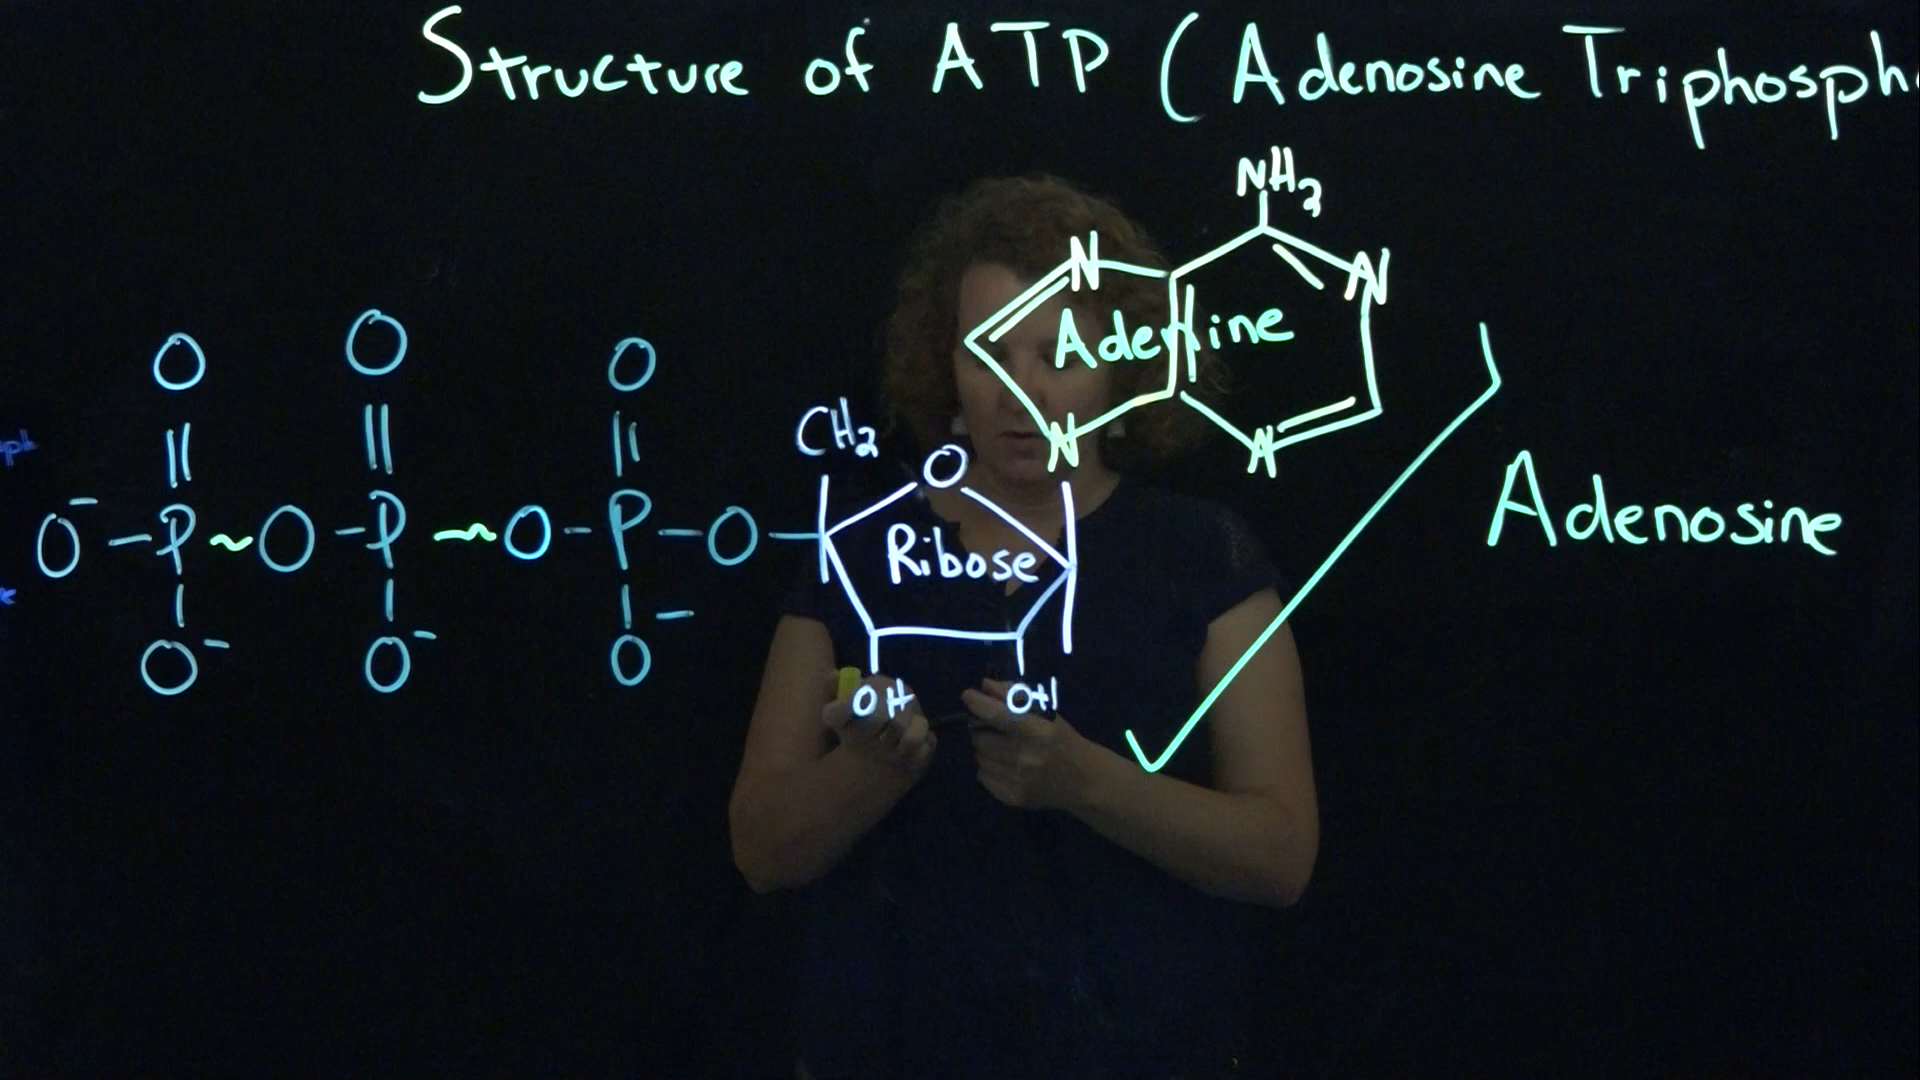 Structure of ATP (Adenosine Triphosph
NH2
N
N
Adenine
O
O
O
CH2
O
N
N
O⁻ – P ~ O – P ~ O – P – O –
Ribose
Adenosine
O⁻
O⁻
O⁻
OH
OH